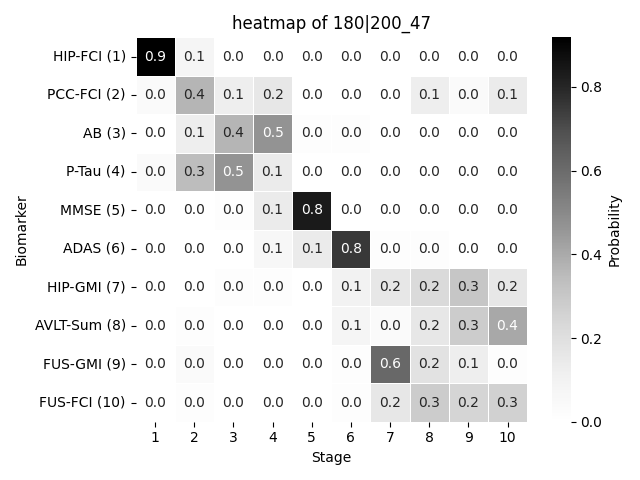 heatmap of 180|200_47
HIP-FCI (1) 0.9 0.1 0.0 0.0 0.0 0.0 0.0 0.0 0.0 0.0
PCC-FCI (2) 0.0 0.4 0.1 0.2 0.0 0.0 0.0 0.1 0.0 0.1
AB (3) 0.0 0.1 0.4 0.5 0.0 0.0 0.0 0.0 0.0 0.0
P-Tau (4) 0.0 0.3 0.5 0.1 0.0 0.0 0.0 0.0 0.0 0.0
MMSE (5) 0.0 0.0 0.0 0.1 0.8 0.0 0.0 0.0 0.0 0.0
ADAS (6) 0.0 0.0 0.0 0.1 0.1 0.8 0.0 0.0 0.0 0.0
HIP-GMI (7) 0.0 0.0 0.0 0.0 0.0 0.1 0.2 0.2 0.3 0.2
AVLT-Sum (8) 0.0 0.0 0.0 0.0 0.0 0.1 0.0 0.2 0.3 0.4
FUS-GMI (9) 0.0 0.0 0.0 0.0 0.0 0.0 0.6 0.2 0.1 0.0
FUS-FCI (10) 0.0 0.0 0.0 0.0 0.0 0.0 0.2 0.3 0.2 0.3
1 2 3 4 5 6 7 8 9 10
Stage
Biomarker
0.8
0.6
0.4
0.2
0.0
Probability